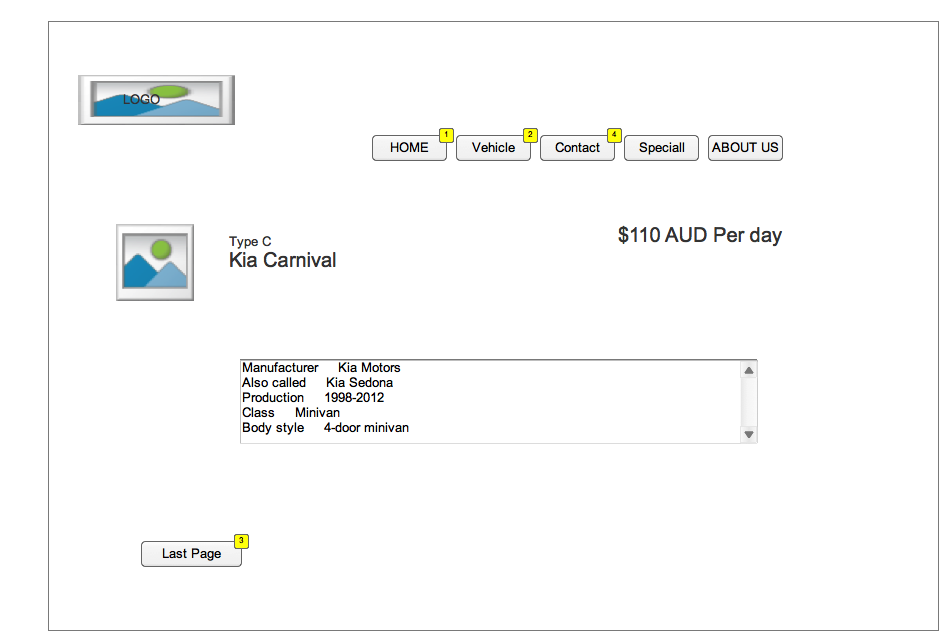 LOGO
1 2 4
HOME Vehicle Contact Speciall ABOUT US
Type C
$110 AUD Per day
Kia Carnival
Manufacturer Kia Motors
Also called Kia Sedona
Production 1998-2012
Class Minivan
Body style 4-door minivan
3
Last Page